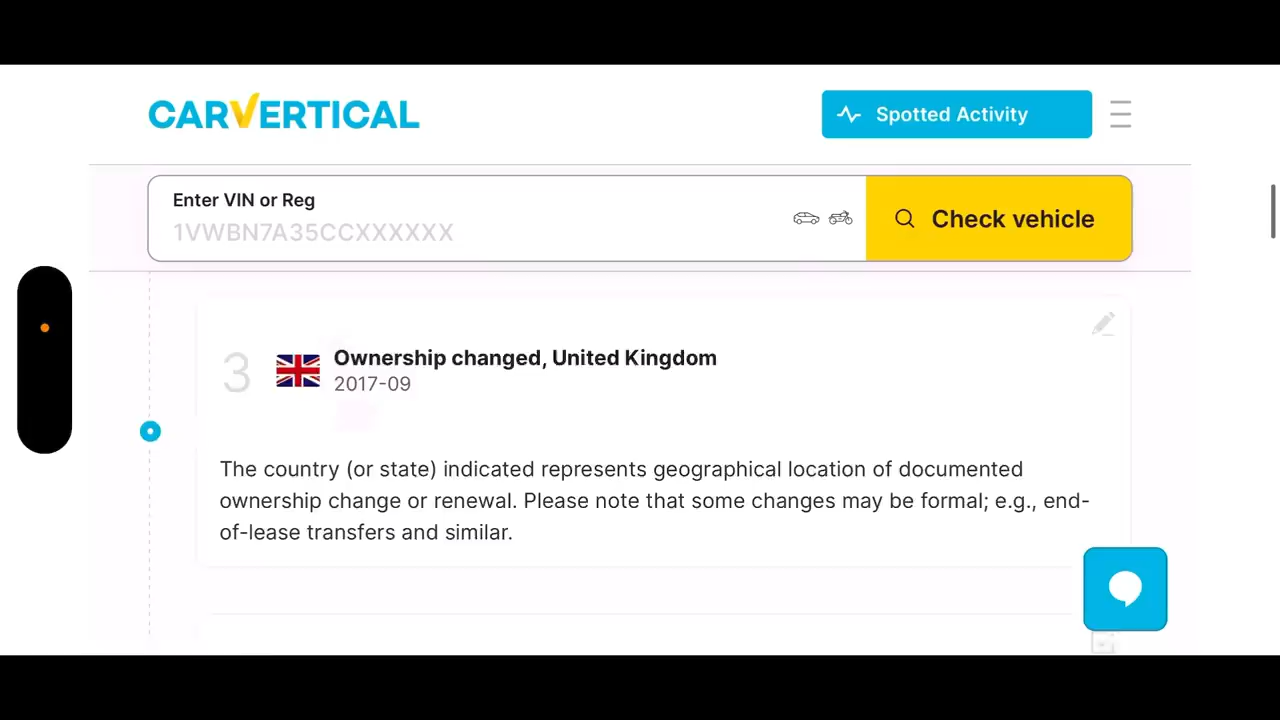 CARVERTICAL
Spotted Activity
Enter VIN or Reg
1VWBN7A35CCXXXXXX
Check vehicle
3
Ownership changed, United Kingdom
2017-09
The country (or state) indicated represents geographical location of documented
ownership change or renewal. Please note that some changes may be formal; e.g., end-
of-lease transfers and similar.